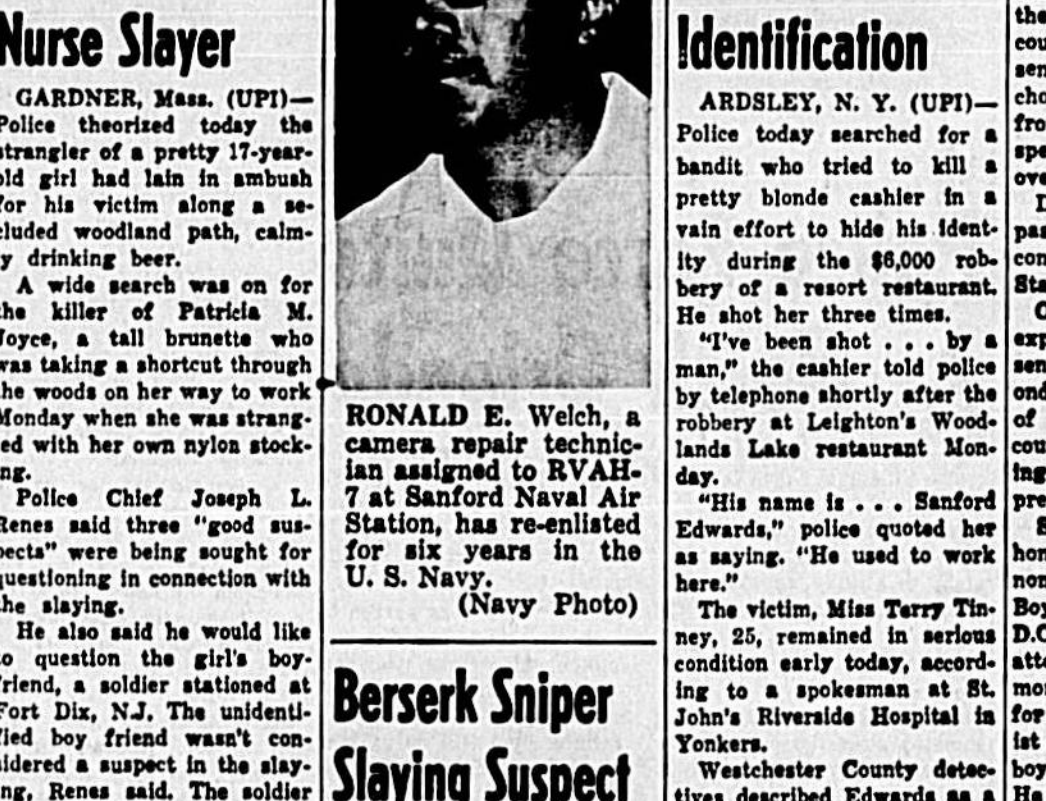 Nurse Slayer
GARDNER, Mass. (UPI)—
Police theorized today the
strangler of a pretty 17-year-
old girl had lain in ambush
for his victim along a se-
cluded woodland path, calm-
ly drinking beer.
A wide search was on for
the killer of Patricia M.
Joyce, a tall brunette who
was taking a shortcut through
the woods on her way to work
Monday when she was strang-
led with her own nylon stock-
ing.
Police Chief Joseph L.
Renes said three "good sus-
pects" were being sought for
questioning in connection with
the slaying.
He also said he would like
to question the girl's boy-
friend, a soldier stationed at
Fort Dix, N.J. The unidenti-
fied boy friend wasn't con-
sidered a suspect in the slay-
ing, Renes said. The soldier
RONALD E. Welch, a
camera repair technic-
ian assigned to RVAH-
7 at Sanford Naval Air
Station, has re-enlisted
for six years in the
U. S. Navy.
(Navy Photo)
Berserk Sniper
Slaying Suspect
Identification
ARDSLEY, N. Y. (UPI)—
Police today searched for a
bandit who tried to kill a
pretty blonde cashier in a
vain effort to hide his ident-
ity during the $6,000 rob-
bery of a resort restaurant.
He shot her three times.
"I've been shot . . . by a
man," the cashier told police
by telephone shortly after the
robbery at Leighton's Wood-
lands Lake restaurant Mon-
day.
"His name is . . . Sanford
Edwards," police quoted her
as saying. "He used to work
here."
The victim, Miss Terry Tin-
ney, 25, remained in serious
condition early today, accord-
ing to a spokesman at St.
John's Riverside Hospital in
Yonkers.
Westchester County detec-
tives described Edwards as a